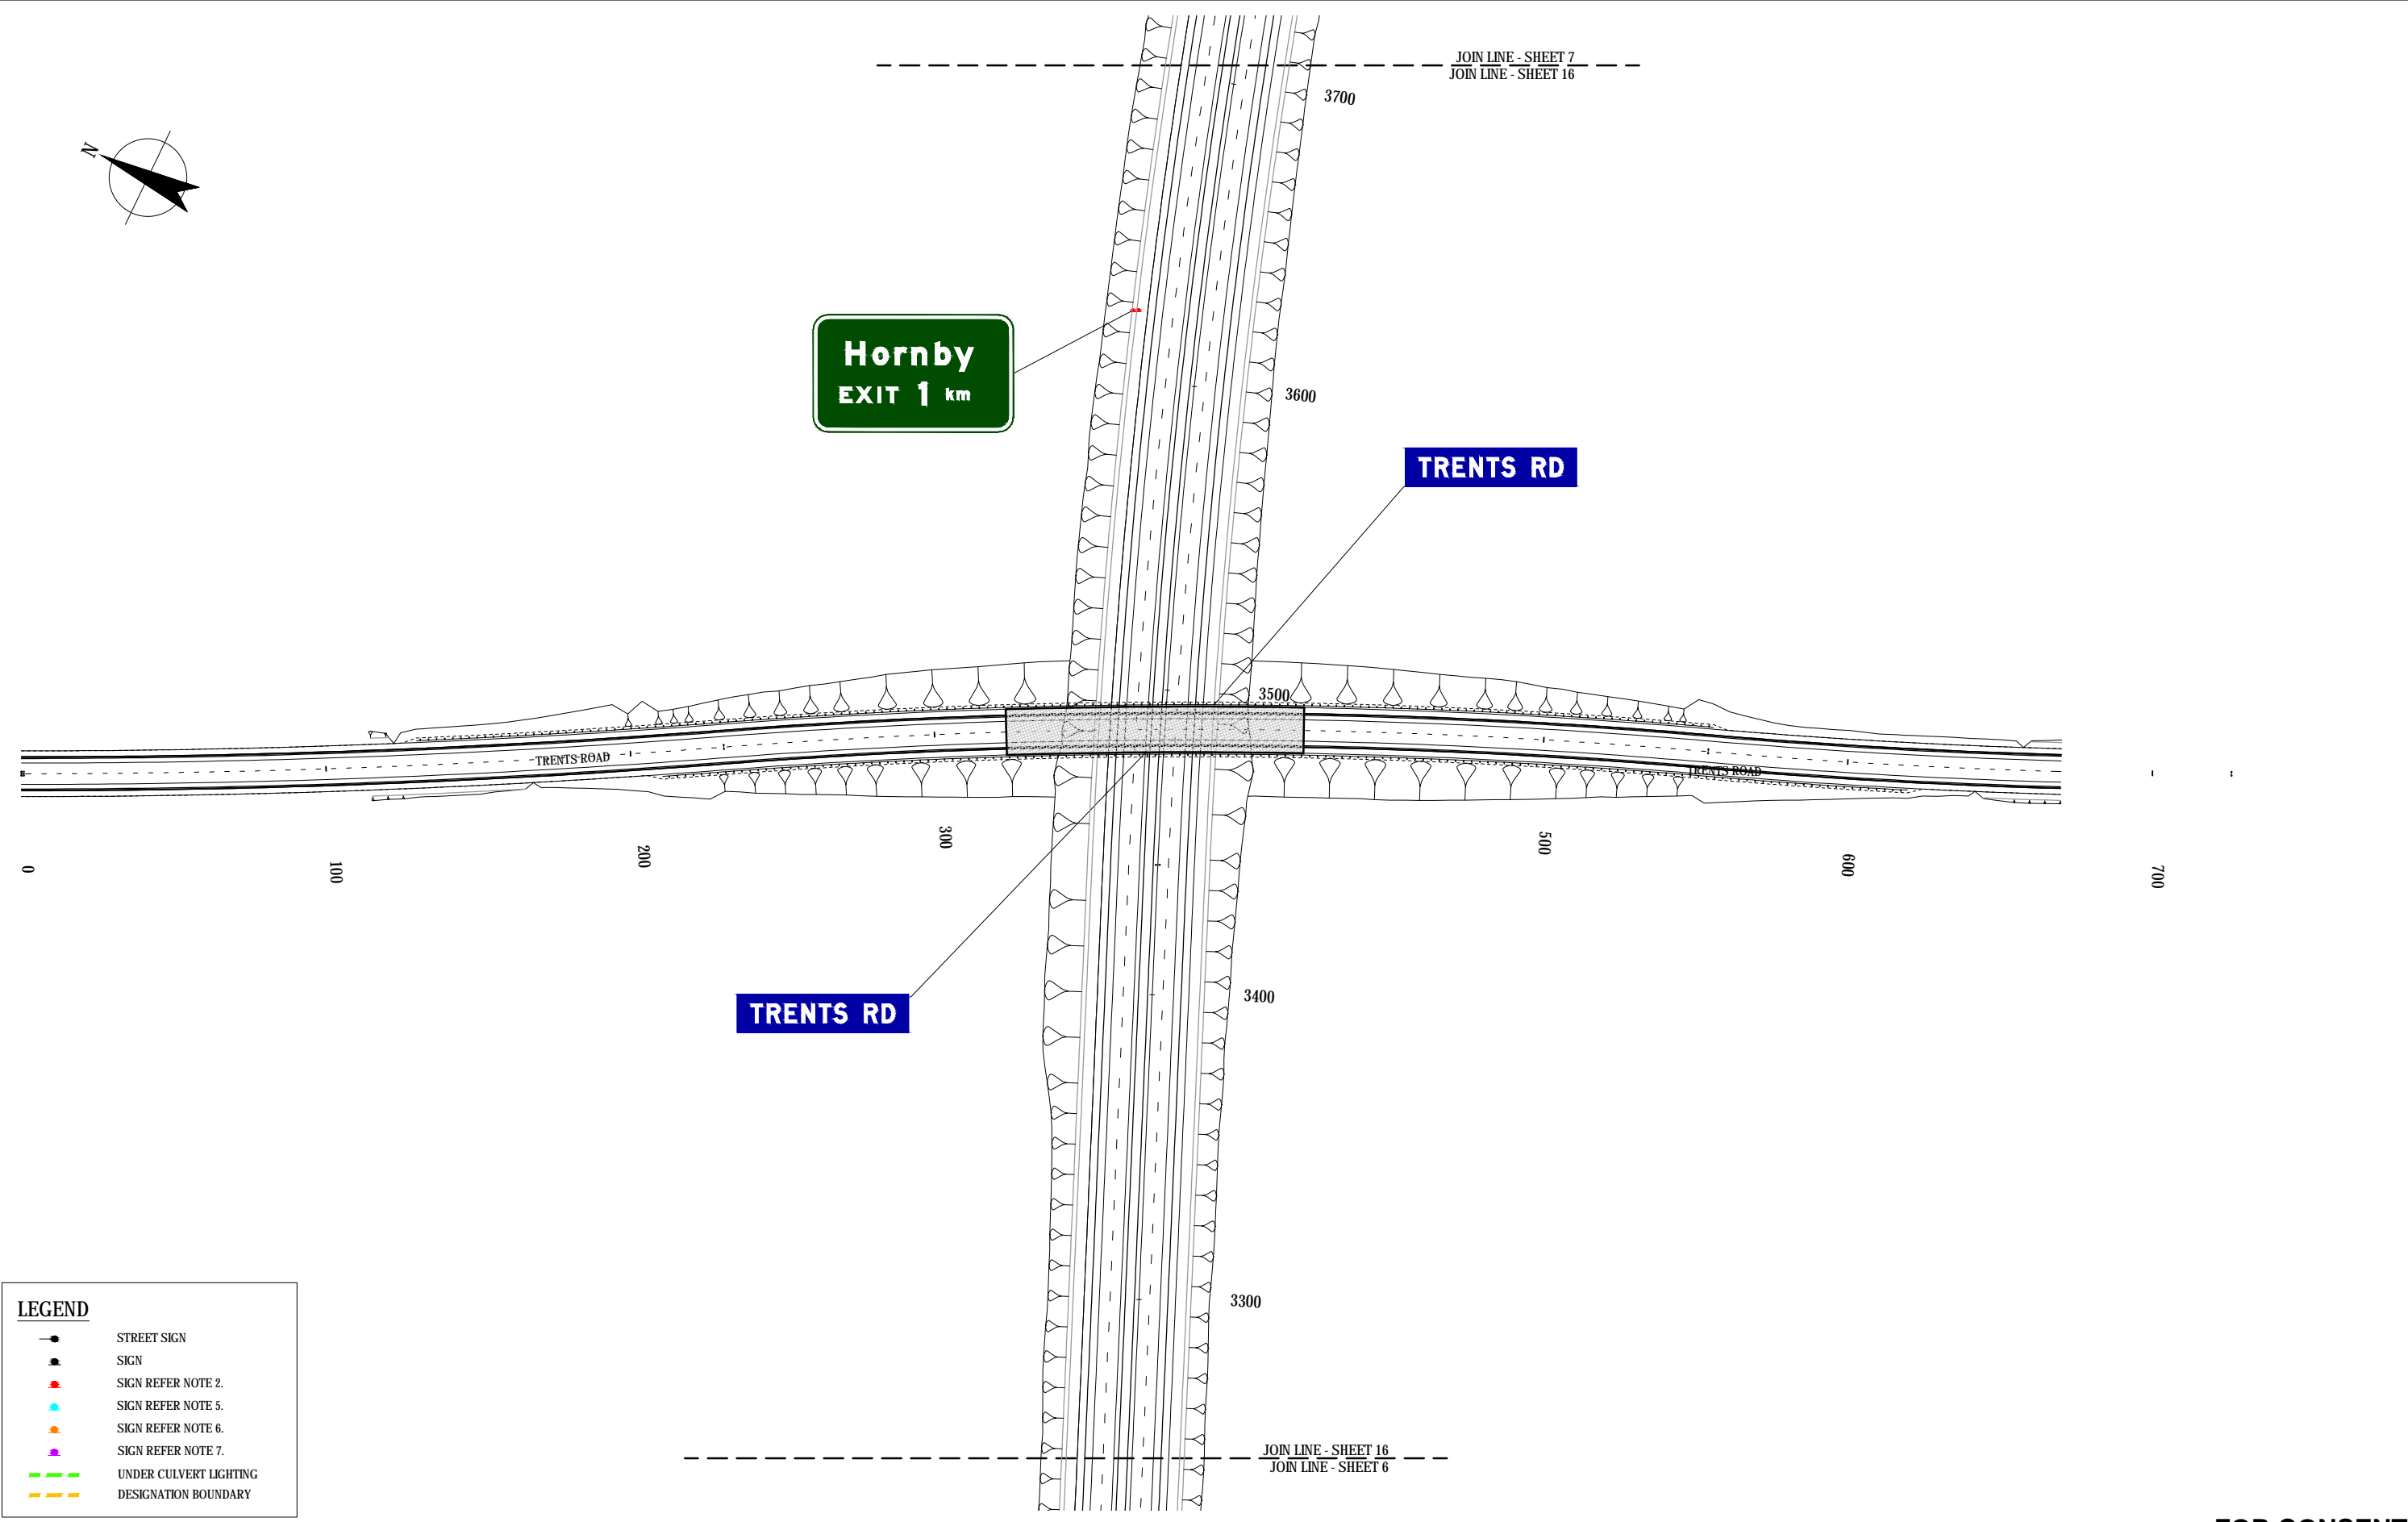 JOIN LINE - SHEET 7
JOIN LINE - SHEET 16
3700
N
Hornby
EXIT 1 km
3600
TRENTS RD
3500
TRENTS ROAD
TRENTS ROAD
0
100
200
300
500
600
700
3400
TRENTS RD
3300
LEGEND
STREET SIGN
SIGN
SIGN REFER NOTE 2.
SIGN REFER NOTE 5.
SIGN REFER NOTE 6.
SIGN REFER NOTE 7.
UNDER CULVERT LIGHTING
DESIGNATION BOUNDARY
JOIN LINE - SHEET 16
JOIN LINE - SHEET 6